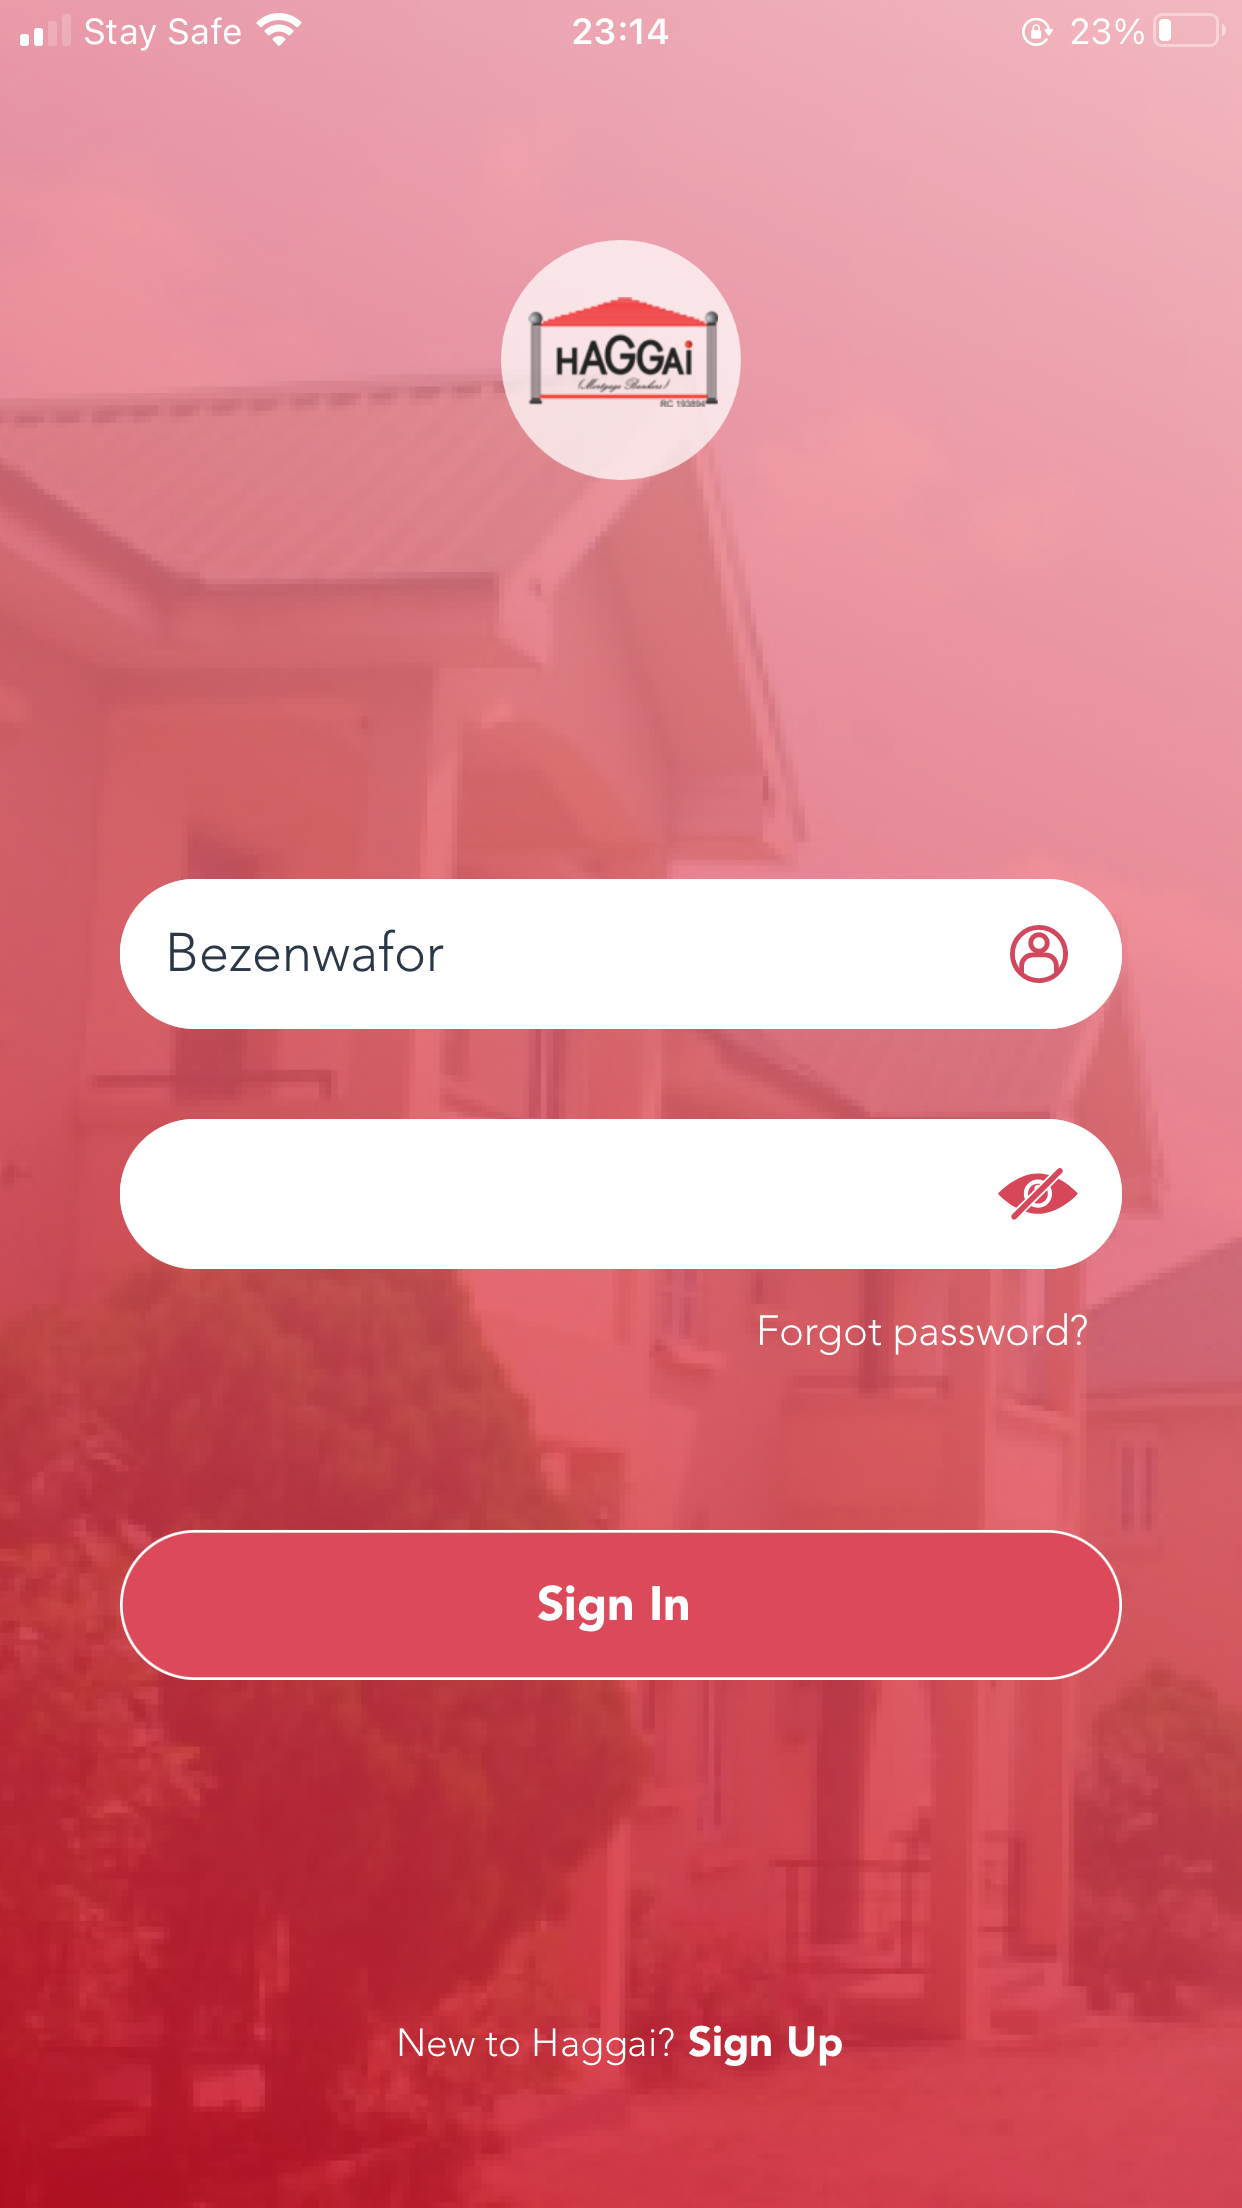 Stay Safe 23:14 23%
HAGGAi
(Mortgage Bankers)
RC 193894
Bezenwafor
Forgot password?
Sign In
New to Haggai? Sign Up